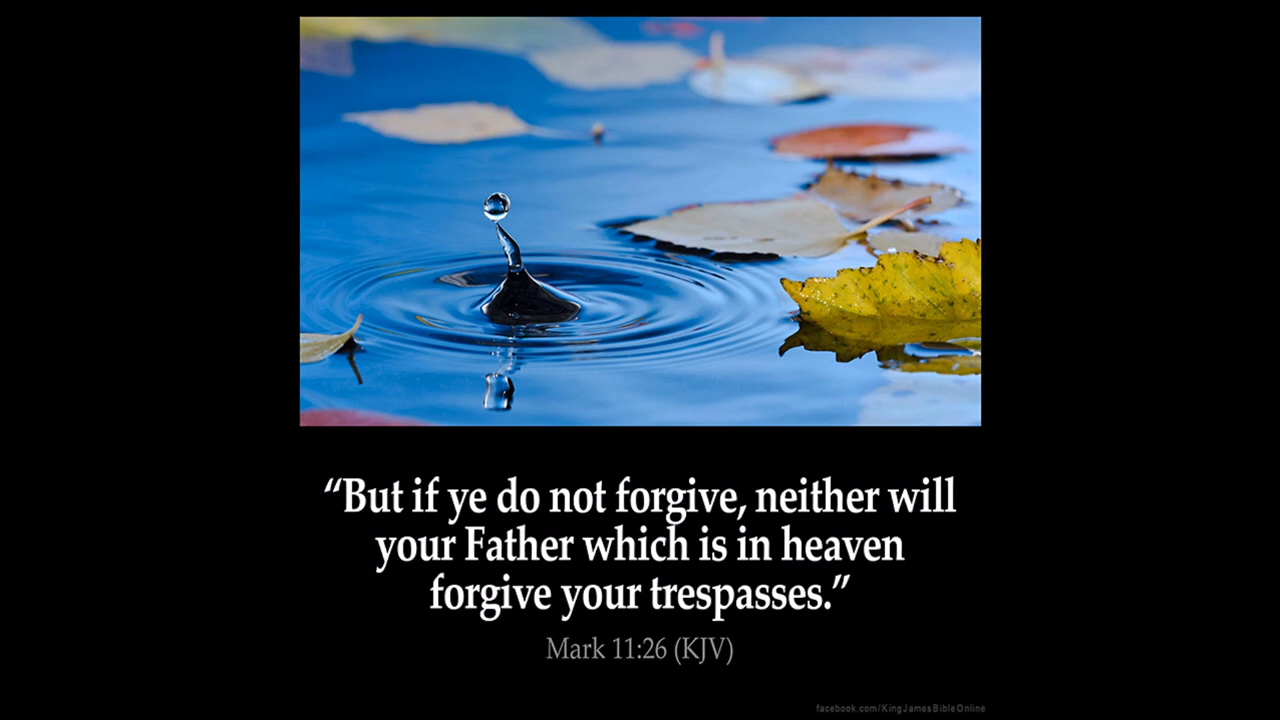 “But if ye do not forgive, neither will
your Father which is in heaven
forgive your trespasses.”
Mark 11:26 (KJV)
facebook.com/KingJamesBibleOnline